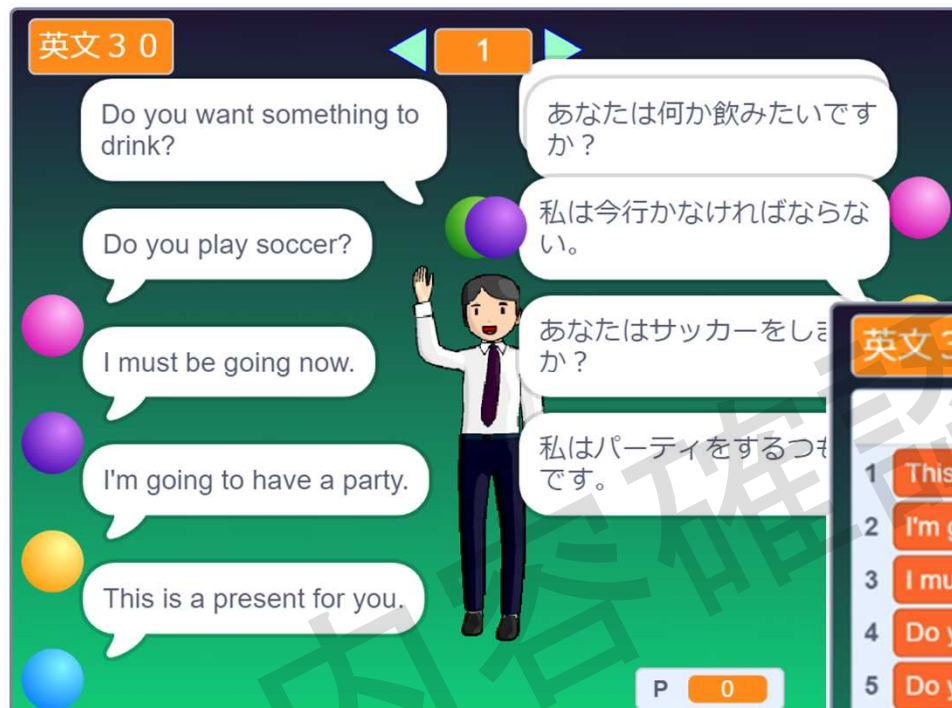 英文３０
1
Do you want something to
drink?
Do you play soccer?
I must be going now.
I'm going to have a party.
This is a present for you.
あなたは何か飲みたいです
か？
私は今行かなければならな
い。
あなたはサッカーをしま
か？
私はパーティをするつも
です。
P 0
英文3
1 This
2 I'm g
3 I mu
4 Do y
5 Do y
内容確認